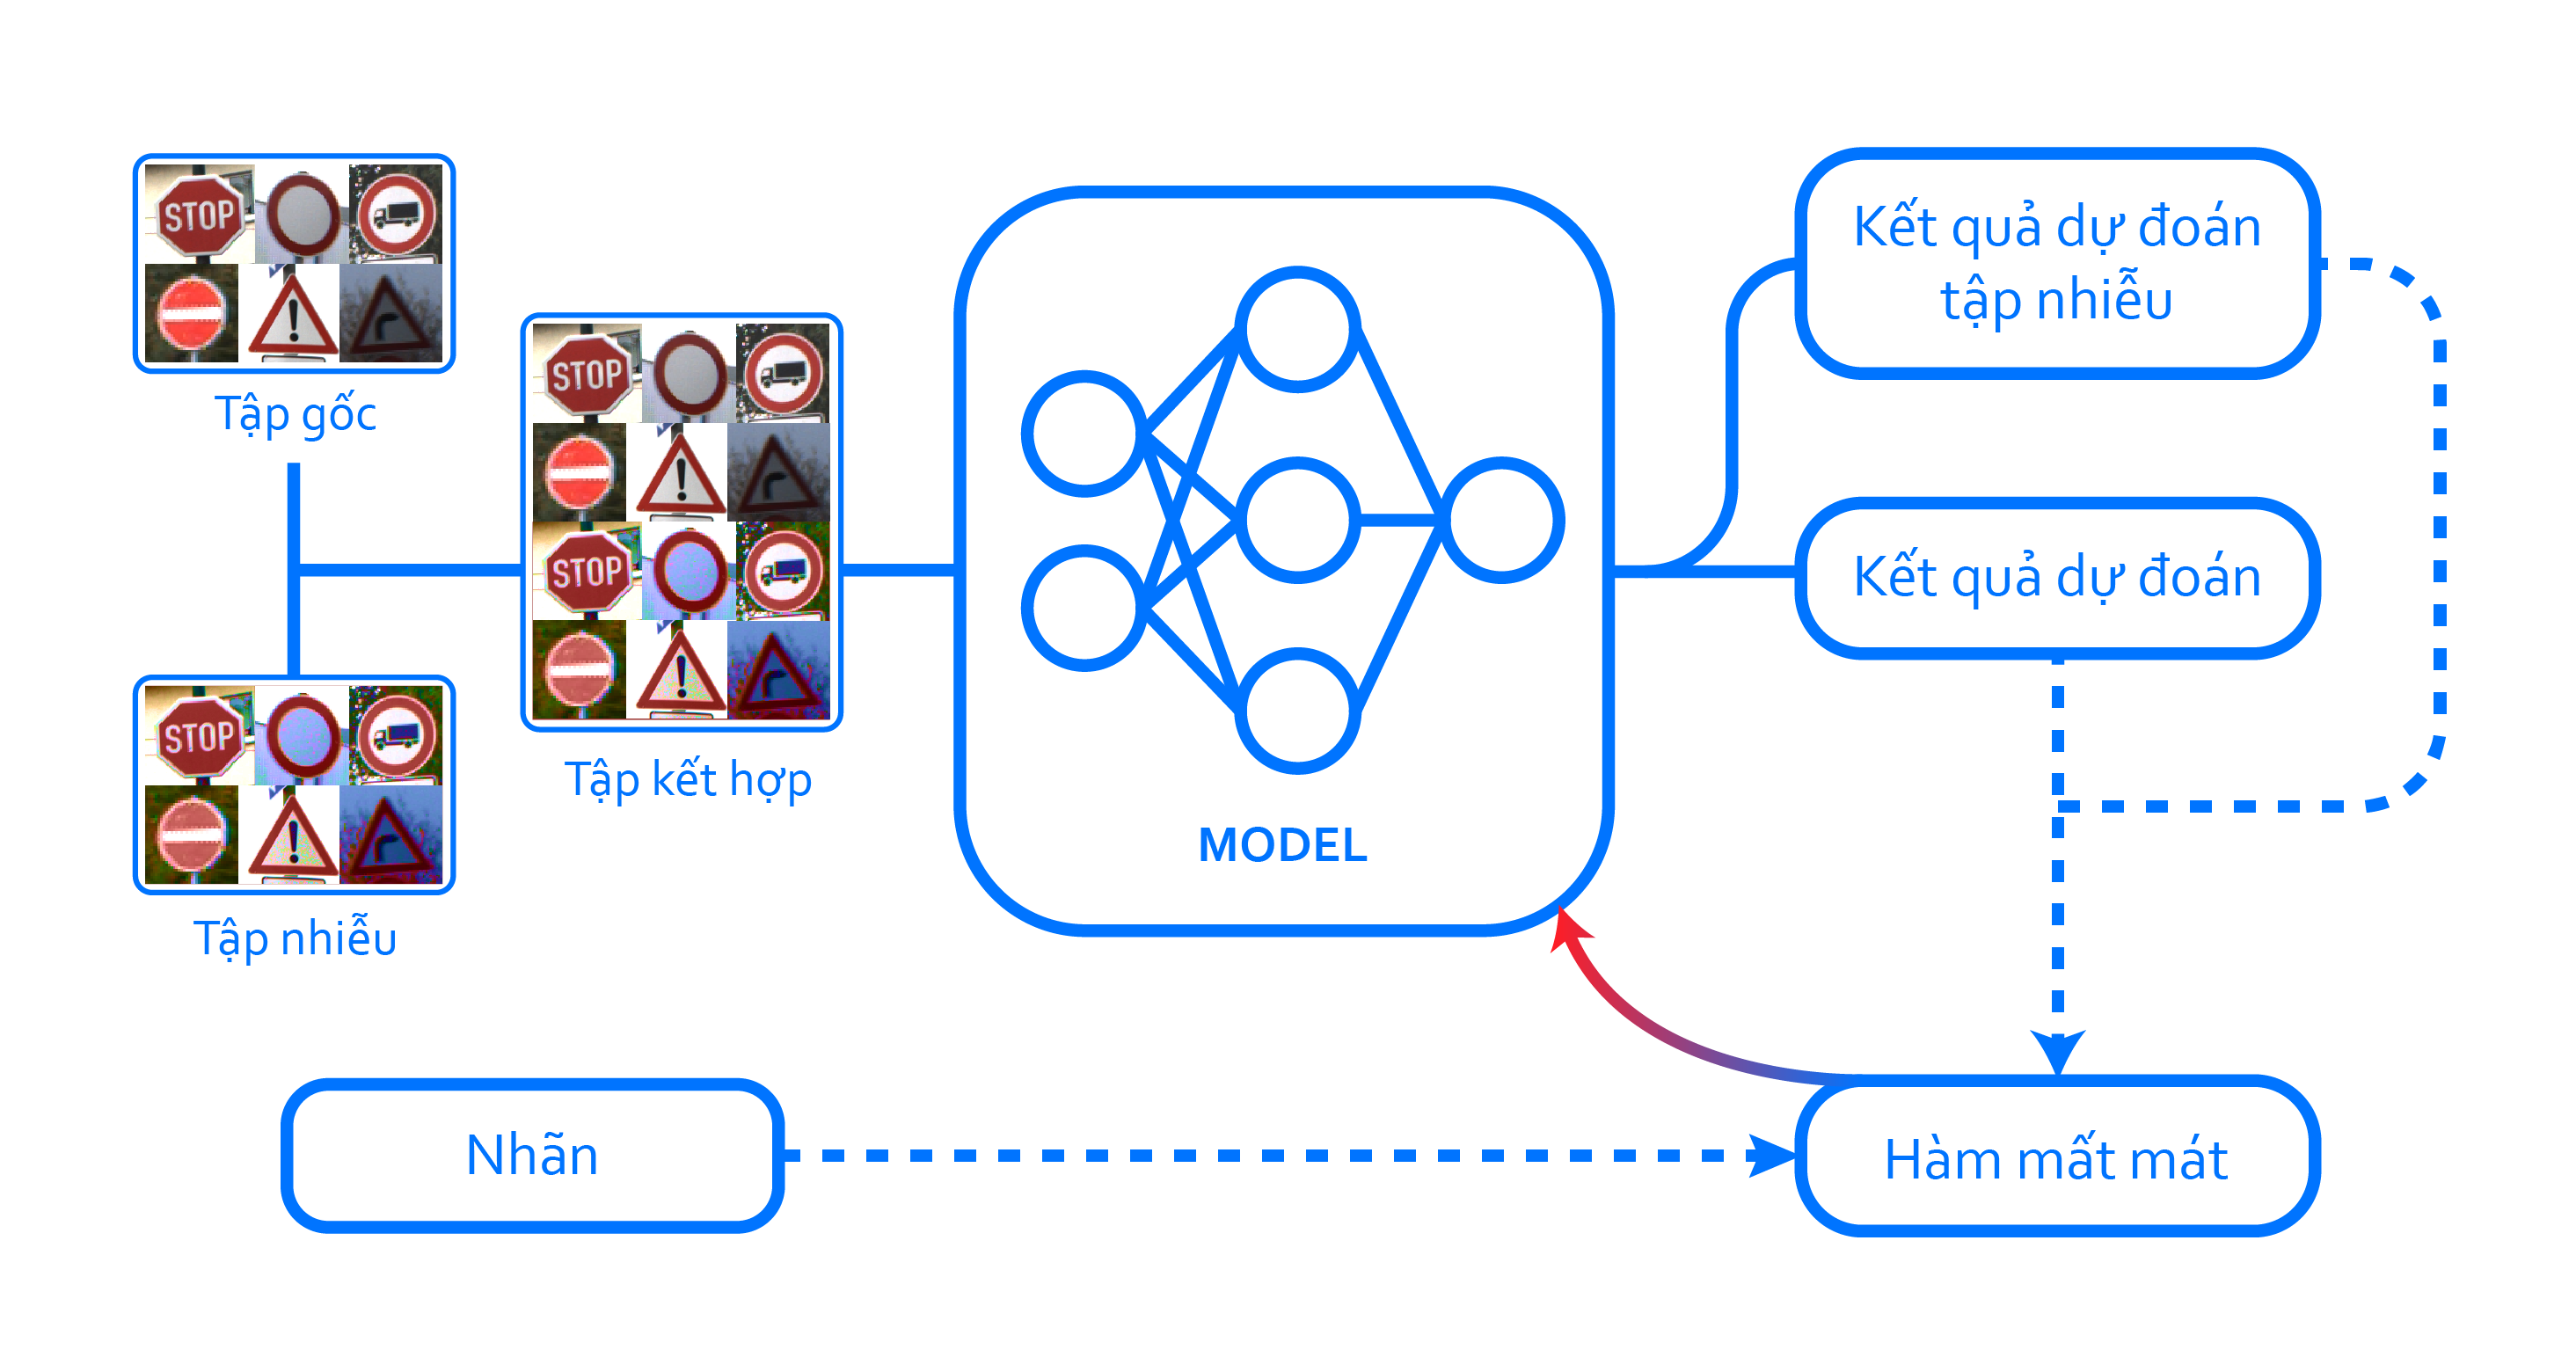 STOP
Tập gốc
STOP
STOP
STOP
Tập nhiễu
Tập kết hợp
MODEL
Kết quả dự đoán
tập nhiễu
Kết quả dự đoán
Nhãn
Hàm mất mát